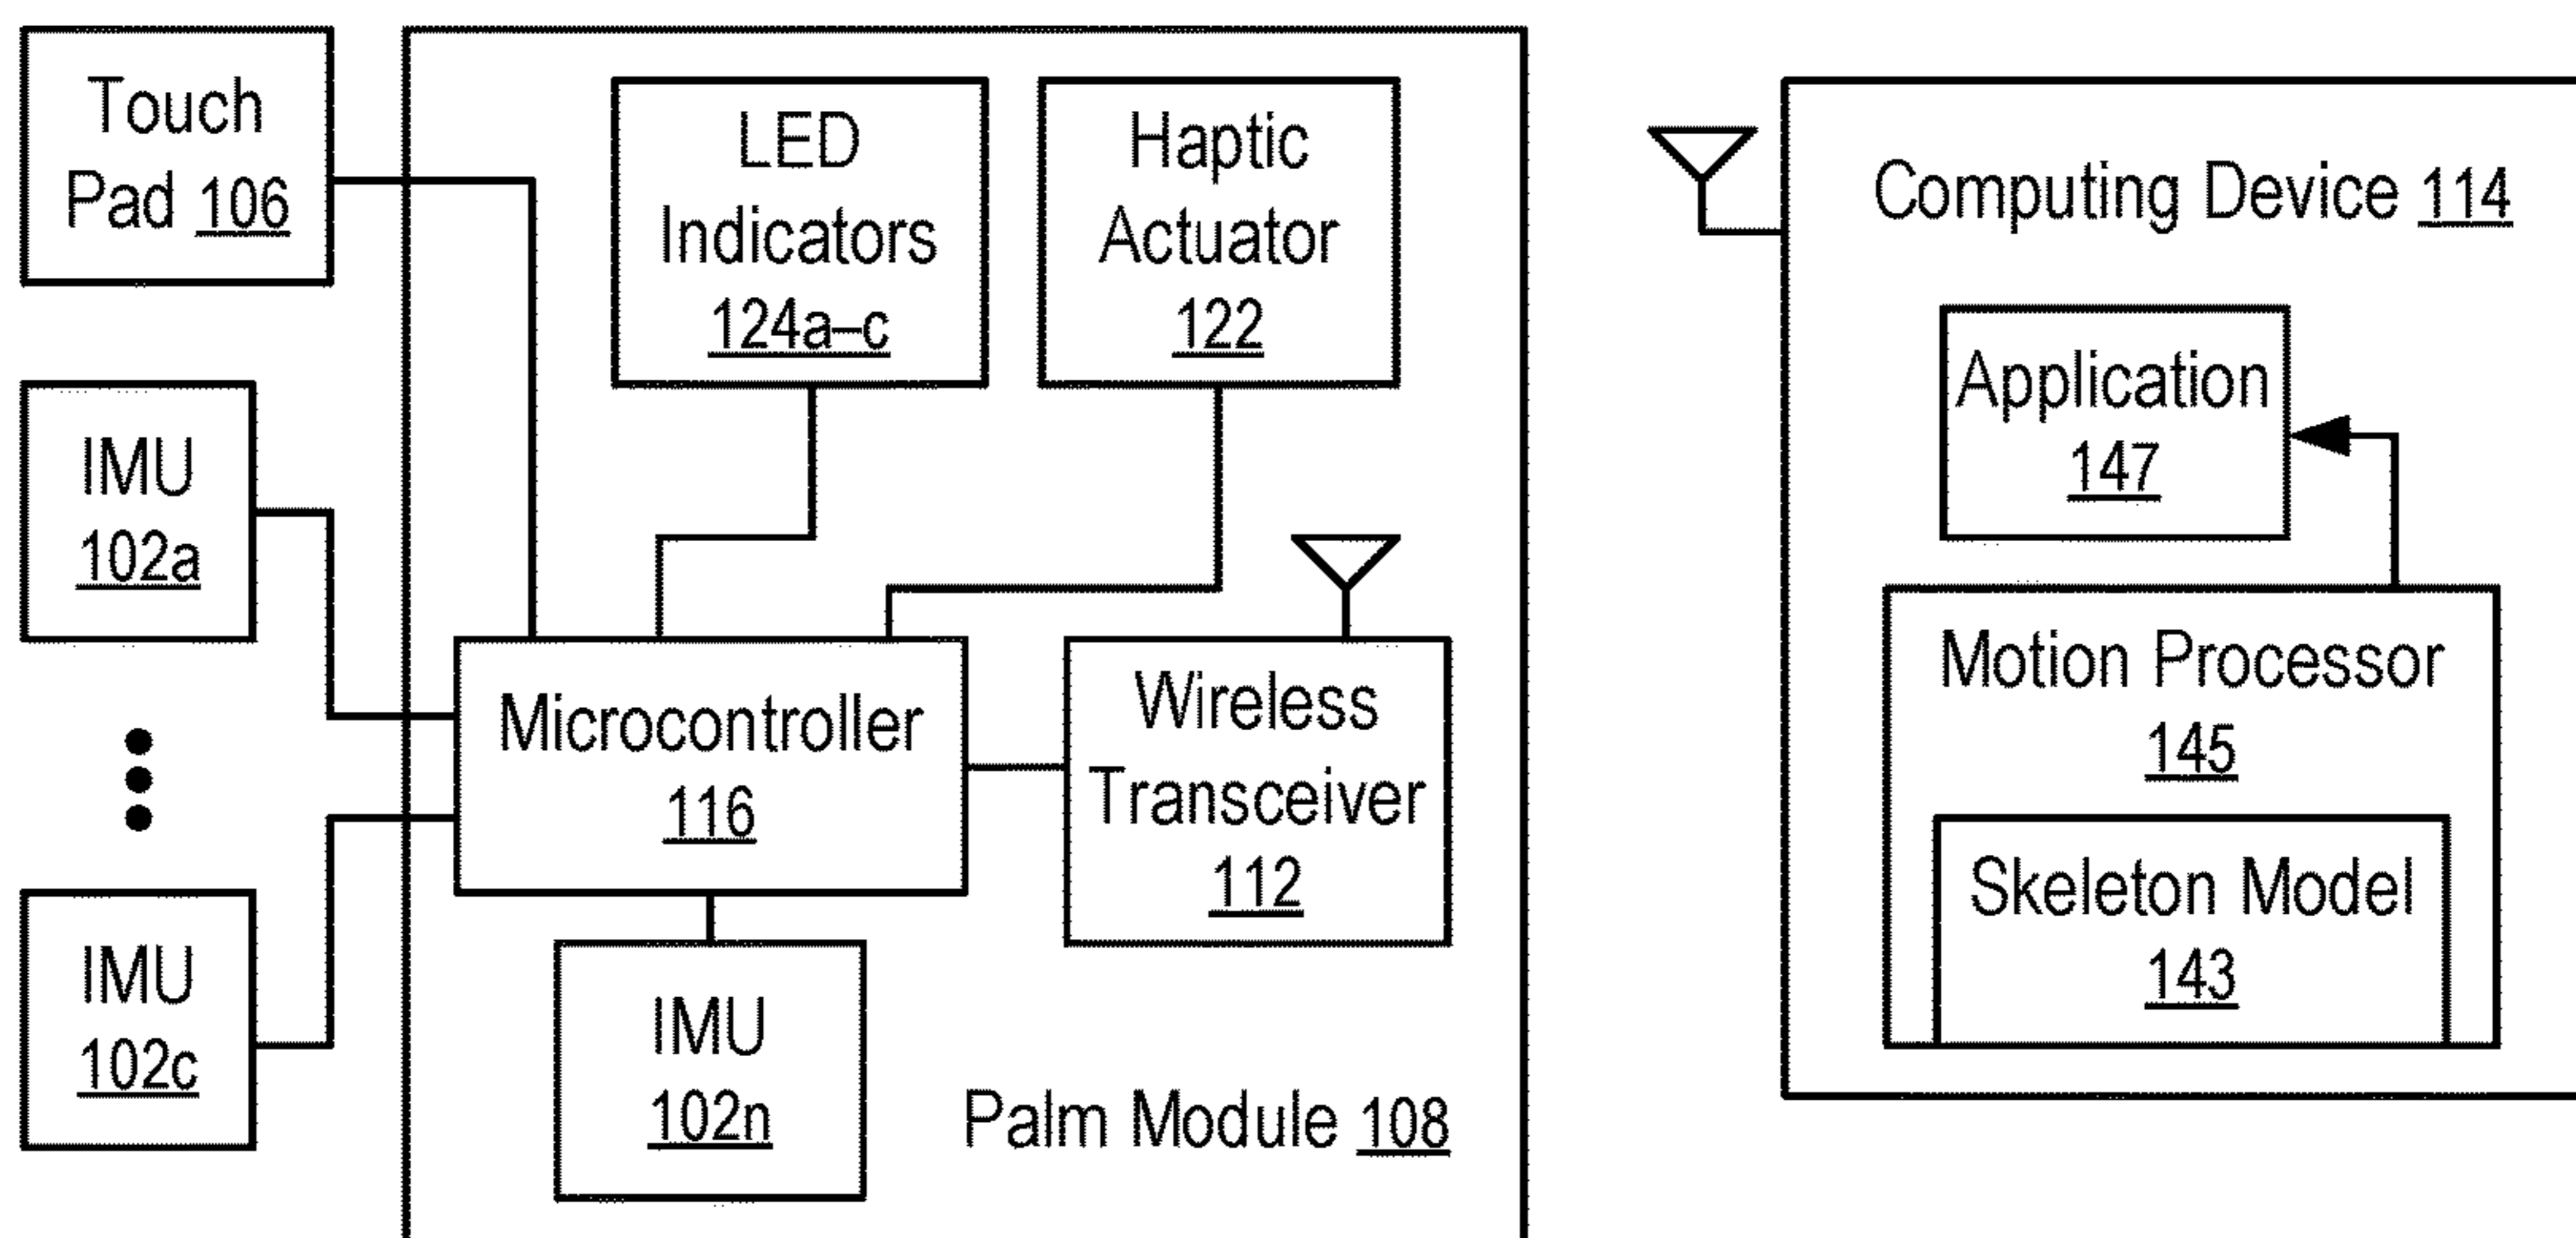 Touch
Pad 106
LED
Indicators
124a–c
Haptic
Actuator
122
IMU
102a
IMU
102c
Microcontroller
116
Wireless
Transceiver
112
IMU
102n
Palm Module 108
Computing Device 114
Application
147
Motion Processor
145
Skeleton Model
143